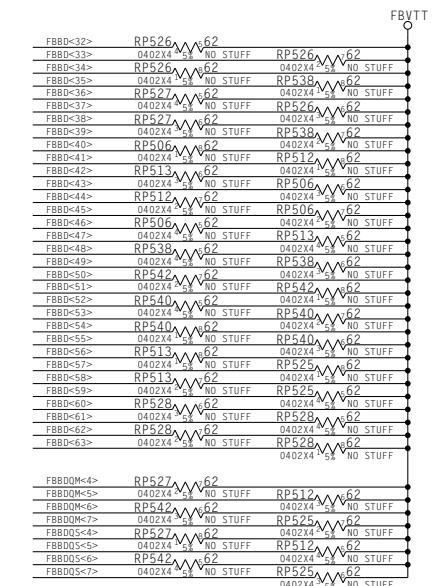 FBVTT
FBBD<32> RP526 62
FBBD<33> 0402X4 5% NO STUFF RP526 62
FBBD<34> RP526 62 0402X4 5% NO STUFF
FBBD<35> 0402X4 5% NO STUFF RP538 62
FBBD<36> RP527 62 0402X4 5% NO STUFF
FBBD<37> 0402X4 5% NO STUFF RP526 62
FBBD<38> RP527 62 0402X4 5% NO STUFF
FBBD<39> 0402X4 5% NO STUFF RP538 62
FBBD<40> RP506 62 0402X4 5% NO STUFF
FBBD<41> 0402X4 5% NO STUFF RP512 62
FBBD<42> RP513 62 0402X4 5% NO STUFF
FBBD<43> 0402X4 5% NO STUFF RP506 62
FBBD<44> RP512 62 0402X4 5% NO STUFF
FBBD<45> 0402X4 5% NO STUFF RP506 62
FBBD<46> RP506 62 0402X4 5% NO STUFF
FBBD<47> 0402X4 5% NO STUFF RP513 62
FBBD<48> RP538 62 0402X4 5% NO STUFF
FBBD<49> 0402X4 5% NO STUFF RP538 62
FBBD<50> RP542 62 0402X4 5% NO STUFF
FBBD<51> 0402X4 5% NO STUFF RP542 62
FBBD<52> RP540 62 0402X4 5% NO STUFF
FBBD<53> 0402X4 5% NO STUFF RP540 62
FBBD<54> RP540 62 0402X4 5% NO STUFF
FBBD<55> 0402X4 5% NO STUFF RP540 62
FBBD<56> RP513 62 0402X4 5% NO STUFF
FBBD<57> 0402X4 5% NO STUFF RP525 62
FBBD<58> RP513 62 0402X4 5% NO STUFF
FBBD<59> 0402X4 5% NO STUFF RP525 62
FBBD<60> RP528 62 0402X4 5% NO STUFF
FBBD<61> 0402X4 5% NO STUFF RP528 62
FBBD<62> RP528 62 0402X4 5% NO STUFF
FBBD<63> 0402X4 5% NO STUFF RP528 62
0402X4 5% NO STUFF
FBBDQM<4> RP527 62
FBBDQM<5> 0402X4 5% NO STUFF RP512 62
FBBDQM<6> RP542 62 0402X4 5% NO STUFF
FBBDQM<7> 0402X4 5% NO STUFF RP525 62
FBBDQS<4> RP527 62 0402X4 5% NO STUFF
FBBDQS<5> 0402X4 5% NO STUFF RP512 62
FBBDQS<6> RP542 62 0402X4 5% NO STUFF
FBBDQS<7> 0402X4 5% NO STUFF RP525 62
0402X4 5% NO STUFF